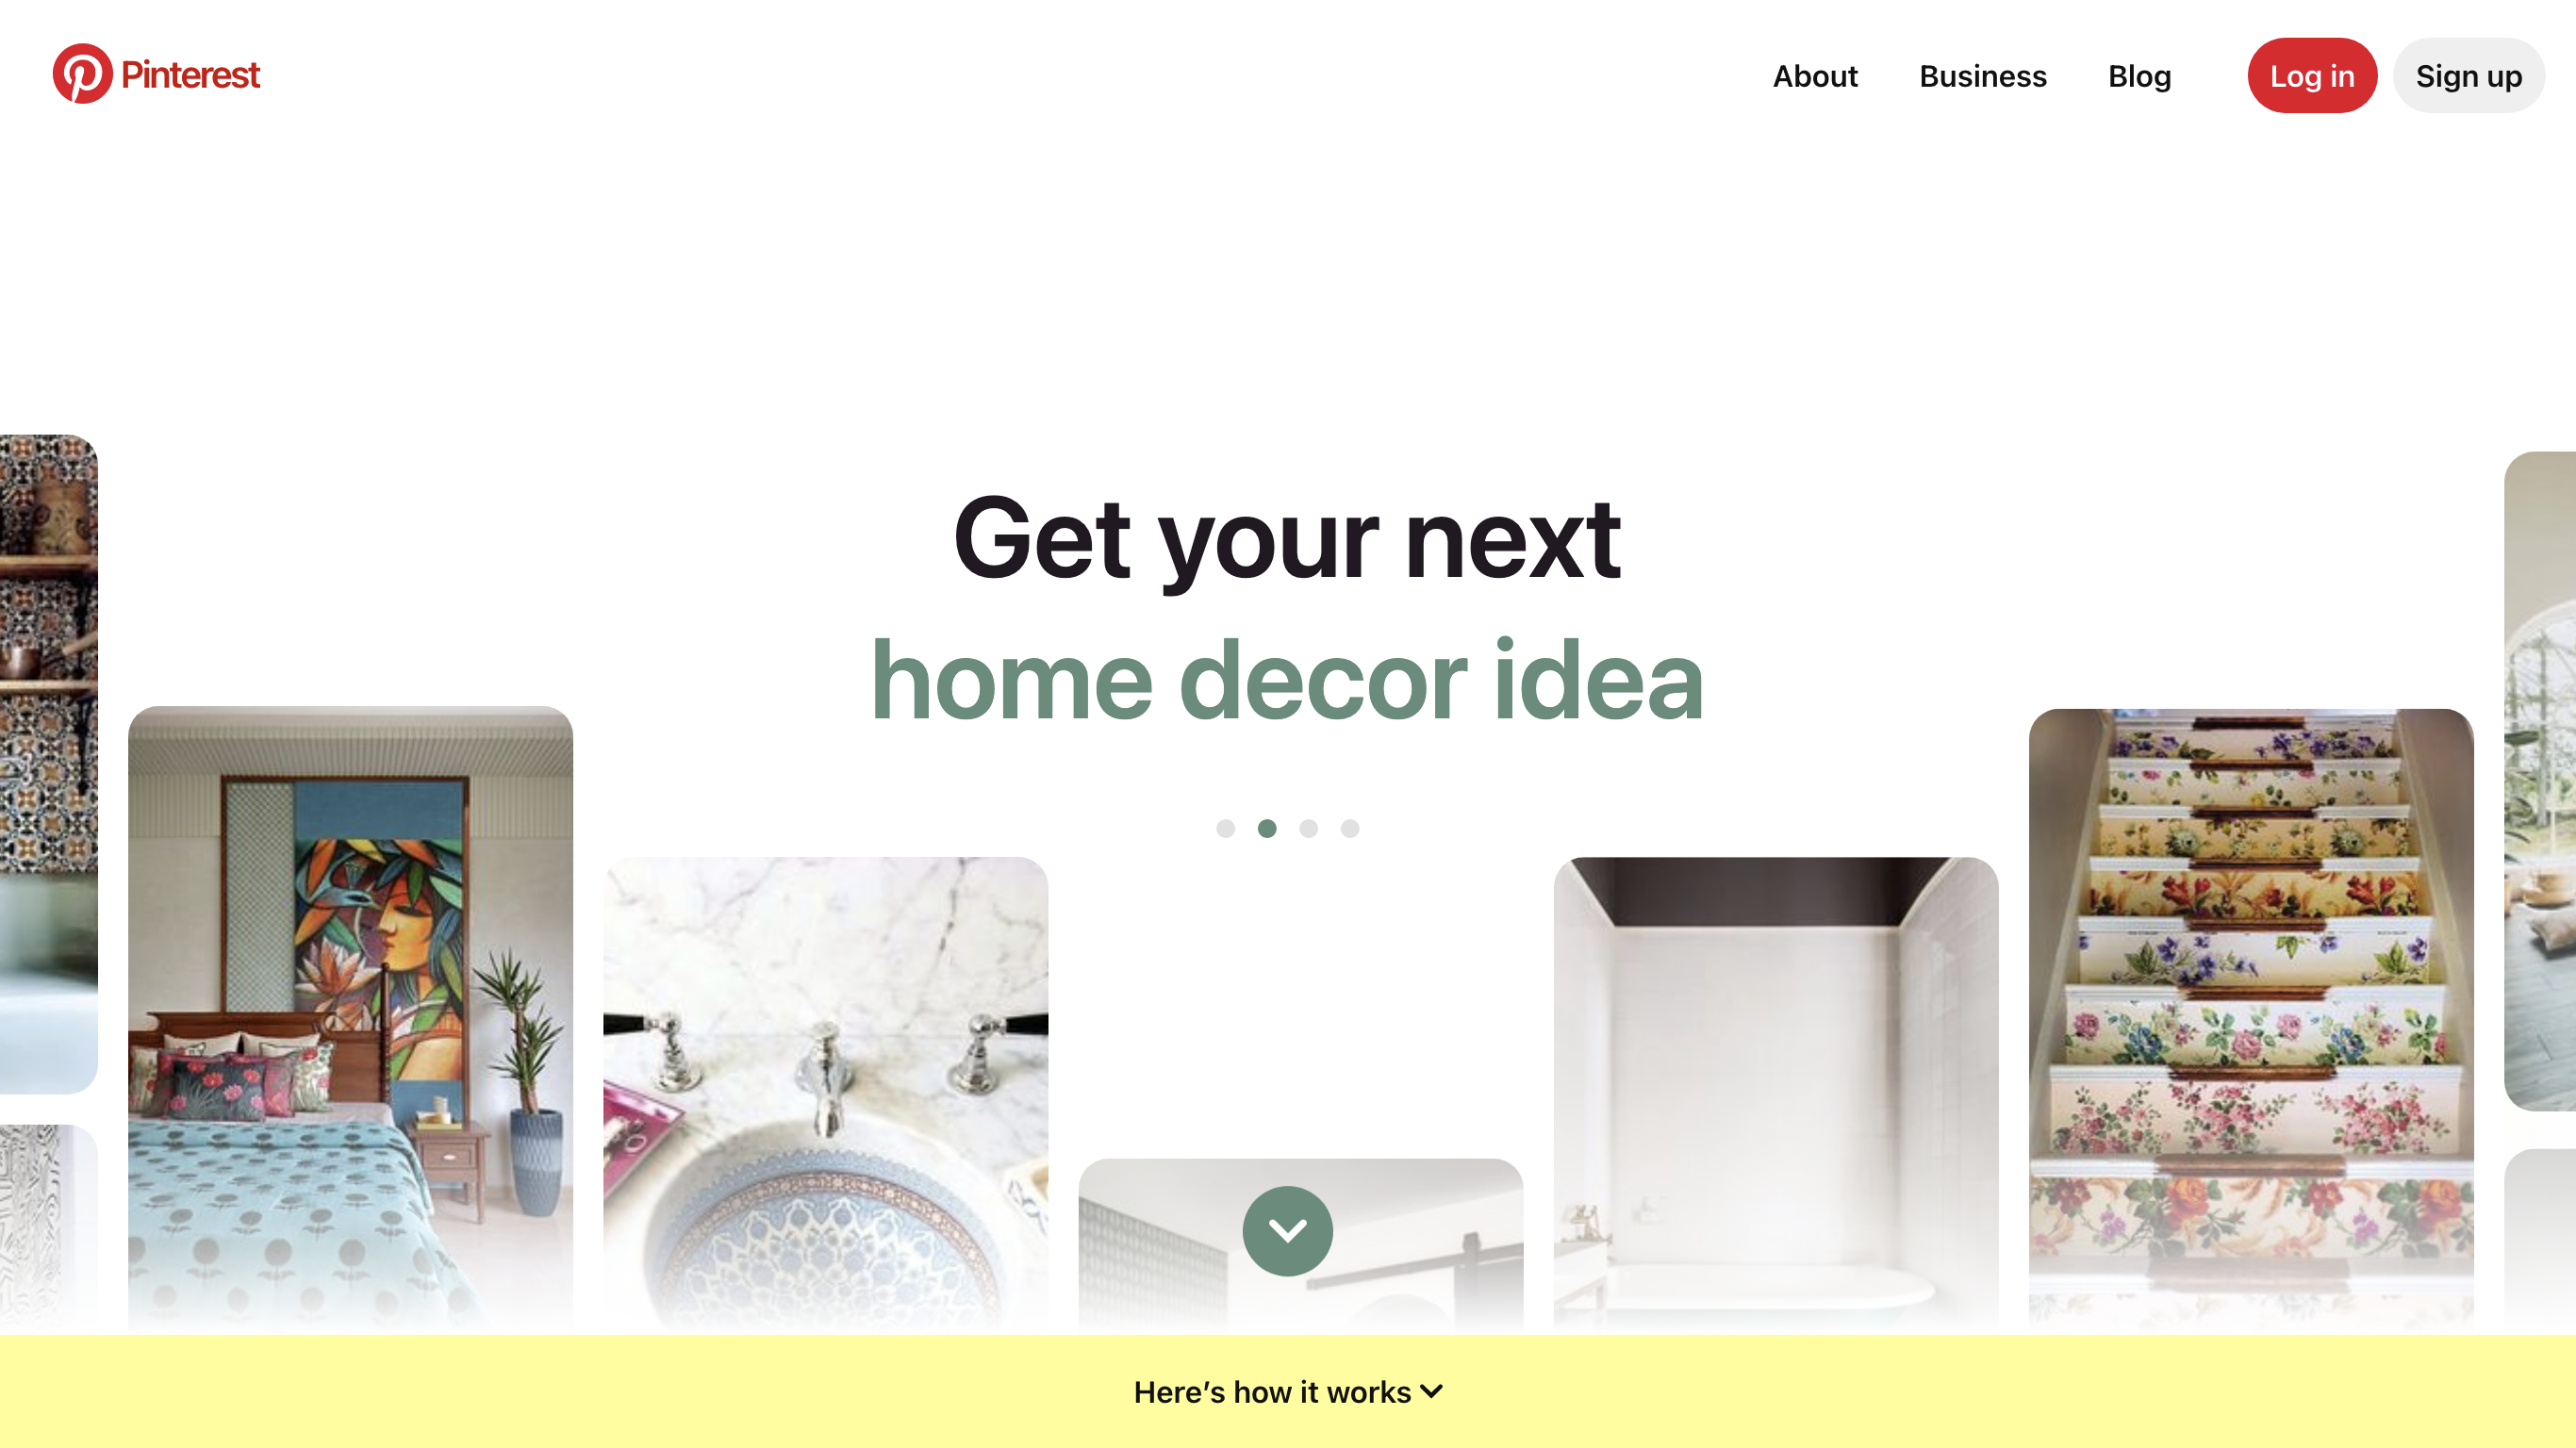 Pinterest
About
Business
Blog
Log in
Sign up
Get your next
home decor idea
Here’s how it works